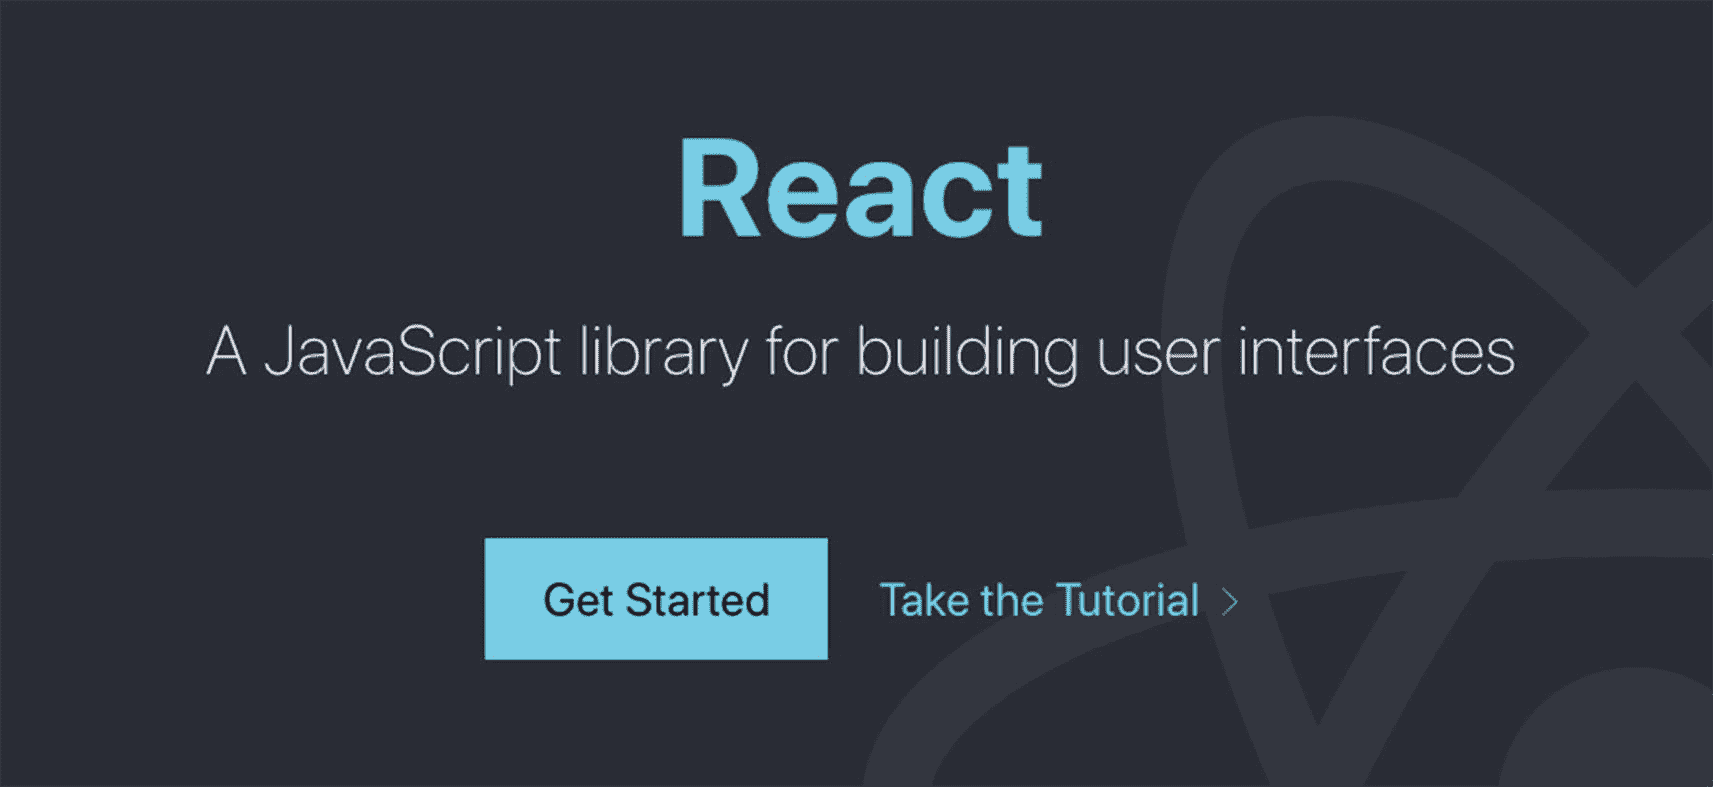 React
A JavaScript library for building user interfaces
Get Started
Take the Tutorial >